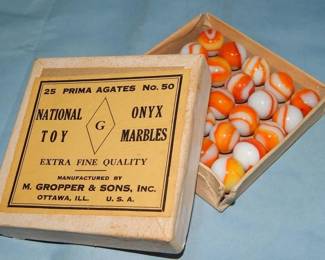 25 PRIMA AGATES No. 50
NATIONAL ONYX
G
TOY MARBLES
EXTRA FINE QUALITY
MANUFACTURED BY
M. GROPPER & SONS, INC.
OTTAWA, ILL. U. S. A.